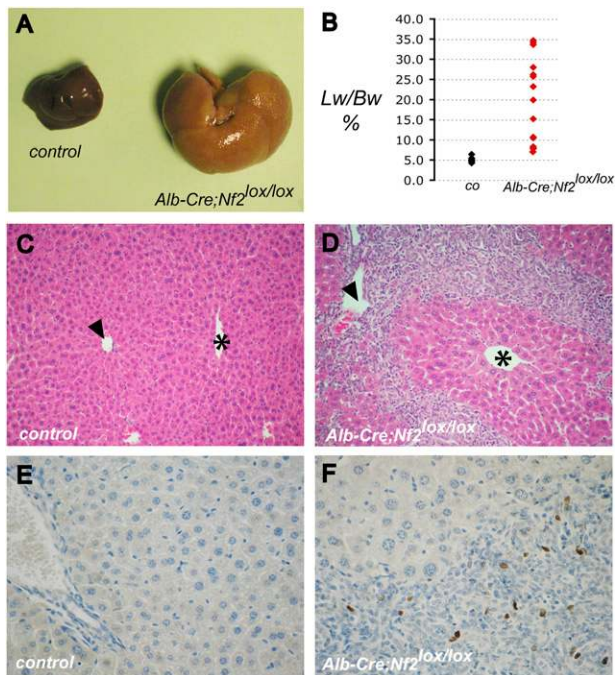 A
control
Alb-Cre;Nf2lox/lox
B
Lw/Bw
%
40.0
35.0
30.0
25.0
20.0
15.0
10.0
5.0
0.0
co
Alb-Cre;Nf2lox/lox
C
*
control
D
*
Alb-Cre;Nf2lox/lox
E
control
F
Alb-Cre;Nf2lox/lox